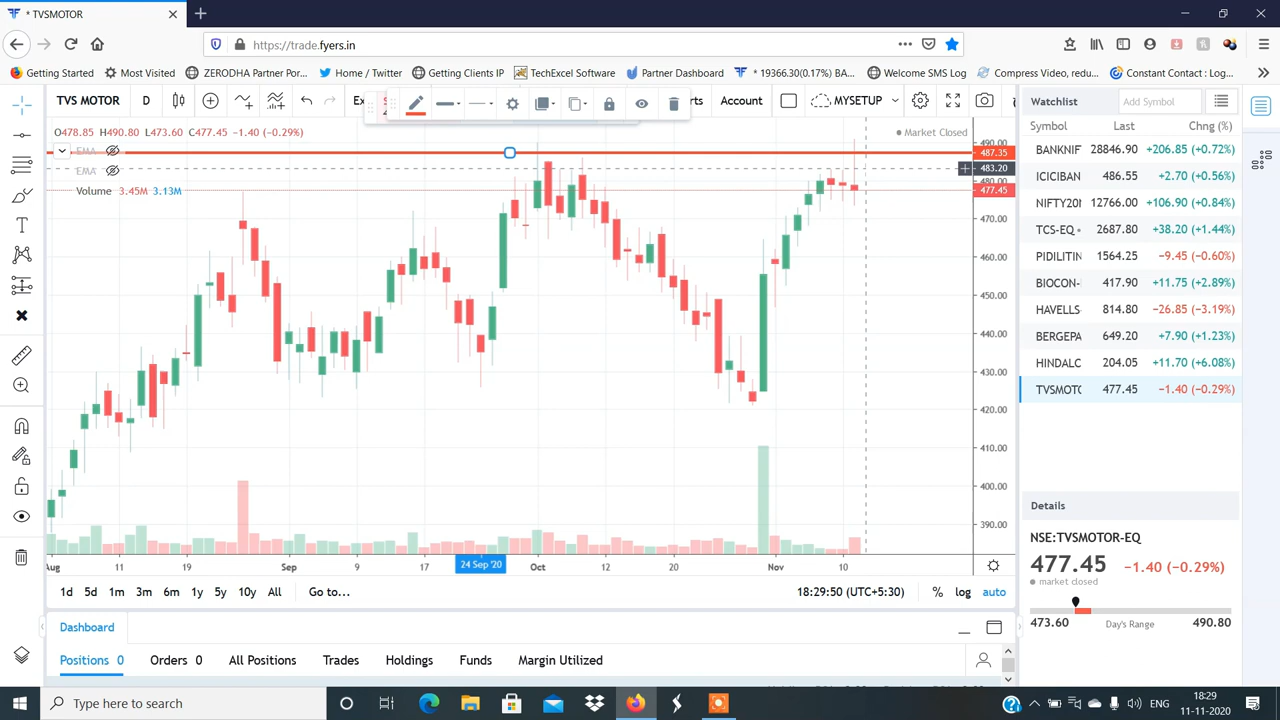 * TVSMOTOR
https://trade.fyers.in
Getting Started
Most Visited
ZERODHA Partner Por...
Home / Twitter
Getting Clients IP
TechExcel Software
Partner Dashboard
* 19366.30(0.17%) BA...
Welcome SMS Log
Compress Video, redu...
Constant Contact : Log...
TVS MOTOR
D
Account
MYSETUP
O478.85 H490.80 L473.60 C477.45 −1.40 (−0.29%)
Market Closed
EMA
EMA
Volume 3.45M 3.13M
490.00
487.35
483.20
480.00
477.45
470.00
460.00
450.00
440.00
430.00
420.00
410.00
400.00
390.00
Aug 11 19 Sep 9 17 24 Sep '20 Oct 12 20 Nov 10
1d 5d 1m 3m 6m 1y 5y 10y All Go to...
18:29:50 (UTC+5:30) % log auto
Dashboard
Positions 0 Orders 0 All Positions Trades Holdings Funds Margin Utilized
Watchlist
Add Symbol
Symbol Last Chng (%)
BANKNIF 28846.90 +206.85 (+0.72%)
ICICIBAN 486.55 +2.70 (+0.56%)
NIFTY20N 12766.00 +106.90 (+0.84%)
TCS-EQ 2687.80 +38.20 (+1.44%)
PIDILITIN 1564.25 −9.45 (−0.60%)
BIOCON- 417.90 +11.75 (+2.89%)
HAVELLS 814.80 −26.85 (−3.19%)
BERGEPA 649.20 +7.90 (+1.23%)
HINDALC 204.05 +11.70 (+6.08%)
TVSMOTO 477.45 −1.40 (−0.29%)
Details
NSE:TVSMOTOR-EQ
477.45 −1.40 (−0.29%)
market closed
473.60 Day's Range 490.80
Type here to search
ENG
18:29
11-11-2020